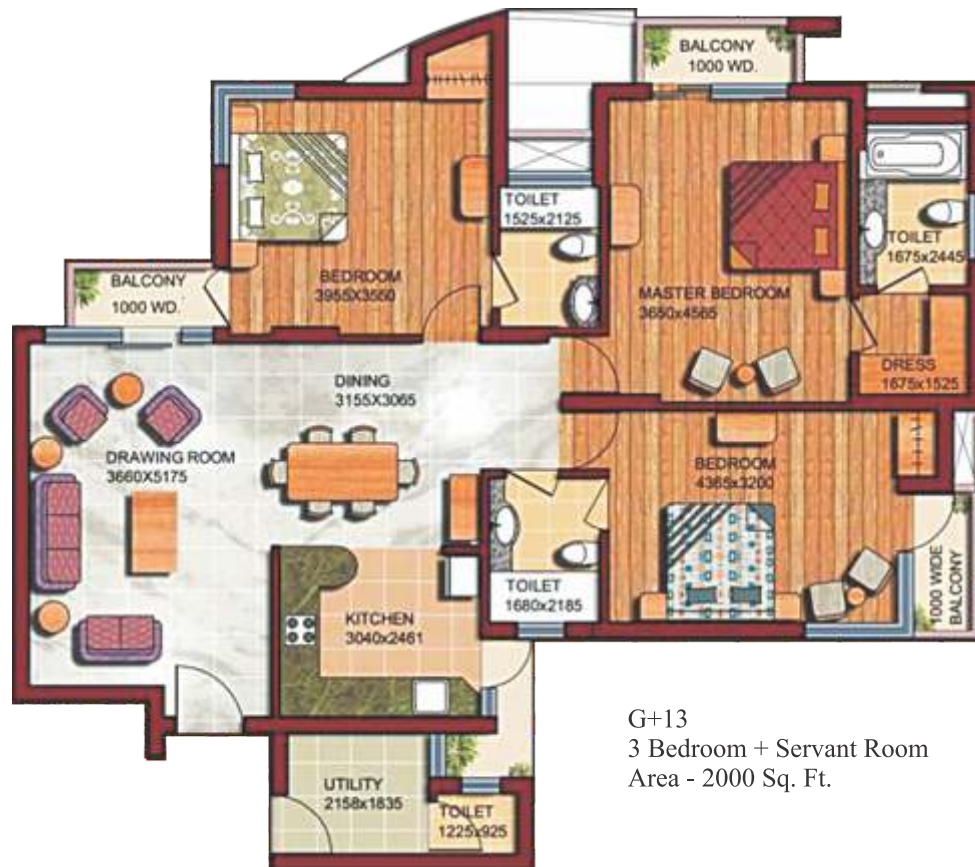 BALCONY
1000 WD.
TOILET
1525x2125
TOILET
1675x2445
BEDROOM
3955X3550
BALCONY
1000 WD.
MASTER BEDROOM
3650x4565
DRESS
1675x1525
DINING
3155X3065
DRAWING ROOM
3660X5175
BEDROOM
4365x3200
TOILET
1680x2185
1000 WIDE
BALCONY
KITCHEN
3040x2461
UTILITY
2158x1835
TOILET
1225x925
G+13
3 Bedroom + Servant Room
Area - 2000 Sq. Ft.